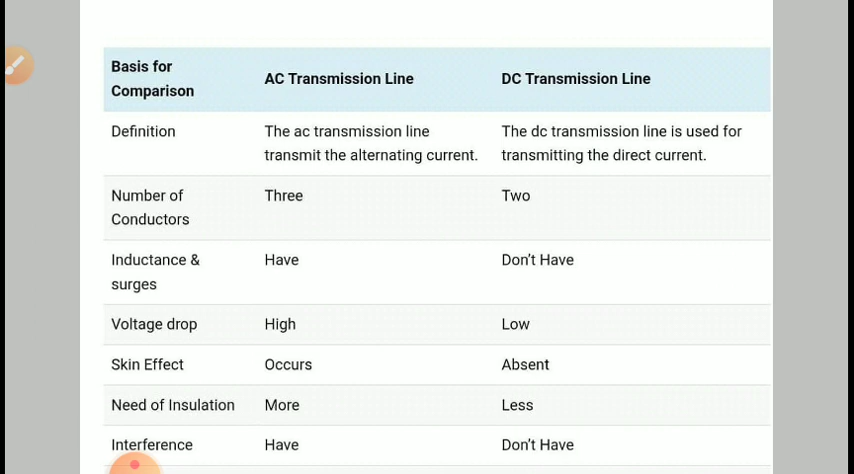 Basis for
Comparison
AC Transmission Line
DC Transmission Line
Definition
The ac transmission line
transmit the alternating current.
The dc transmission line is used for
transmitting the direct current.
Number of
Conductors
Three
Two
Inductance &
surges
Have
Don’t Have
Voltage drop
High
Low
Skin Effect
Occurs
Absent
Need of Insulation
More
Less
Interference
Have
Don’t Have